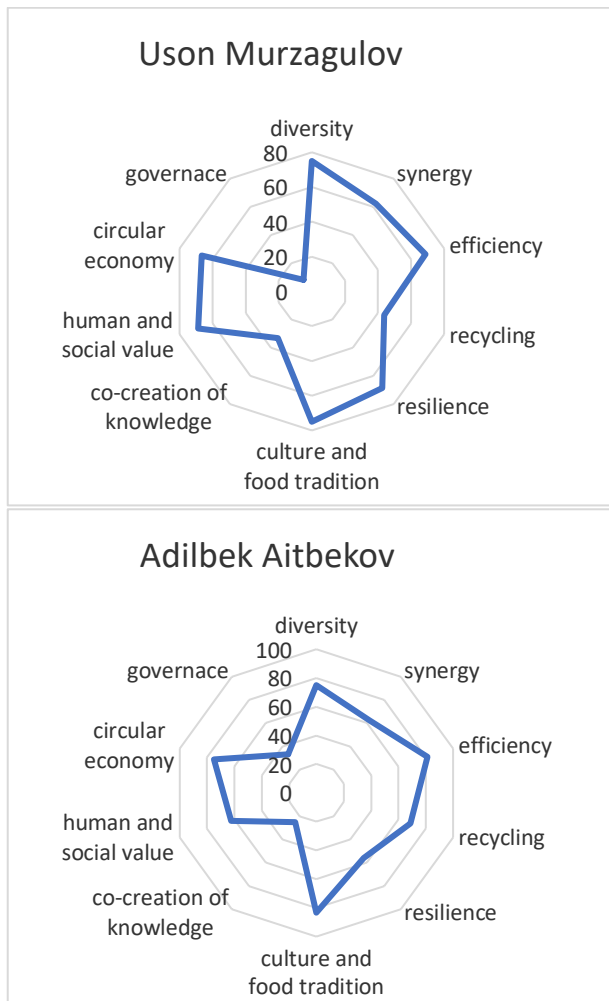 Uson Murzagulov
diversity
80
governace
synergy
60
circular
economy
efficiency
40
20
0
human and
social value
recycling
co-creation of
knowledge
resilience
culture and
food tradition
Adilbek Aitbekov
diversity
100
governace
synergy
80
60
circular
economy
efficiency
40
20
0
human and
social value
recycling
co-creation of
knowledge
resilience
culture and
food tradition